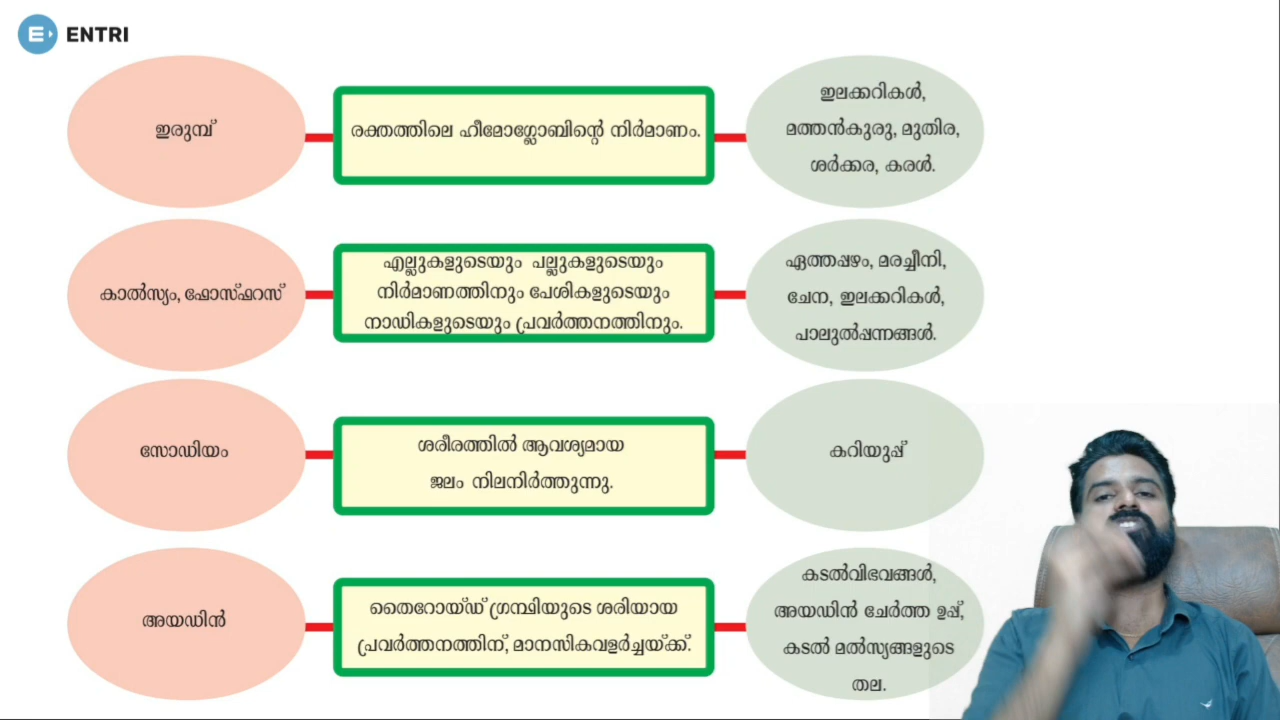 ENTRI
ഇരുമ്പ്
രക്തത്തിലെ ഹീമോഗ്ലോബിന്റെ നിർമാണം.
ഇലക്കറികൾ,
മത്തൻകുരു, മുതിര,
ശർക്കര, കരൾ.
കാൽസ്യം, ഫോസ്ഫറസ്
എല്ലുകളുടെയും പല്ലുകളുടെയും
നിർമാണത്തിനും പേശികളുടെയും
നാഡികളുടെയും പ്രവർത്തനത്തിനും.
ഏത്തപ്പഴം, മരച്ചീനി,
ചേന, ഇലക്കറികൾ,
പാലുൽപ്പന്നങ്ങൾ.
സോഡിയം
ശരീരത്തിൽ ആവശ്യമായ
ജലം നിലനിർത്തുന്നു.
കറിയുപ്പ്
അയഡിൻ
തൈറോയ്ഡ് ഗ്രന്ഥിയുടെ ശരിയായ
പ്രവർത്തനത്തിന്, മാനസികവളർച്ചയ്ക്ക്.
കടൽവിഭവങ്ങൾ,
അയഡിൻ ചേർത്ത ഉപ്പ്,
കടൽ മൽസ്യങ്ങളുടെ
തല.